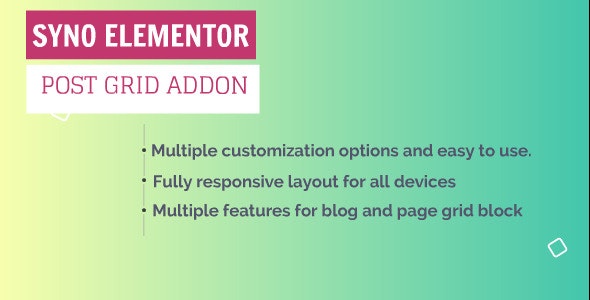 SYNO ELEMENTOR
POST GRID ADDON
• Multiple customization options and easy to use.
• Fully responsive layout for all devices
• Multiple features for blog and page grid block